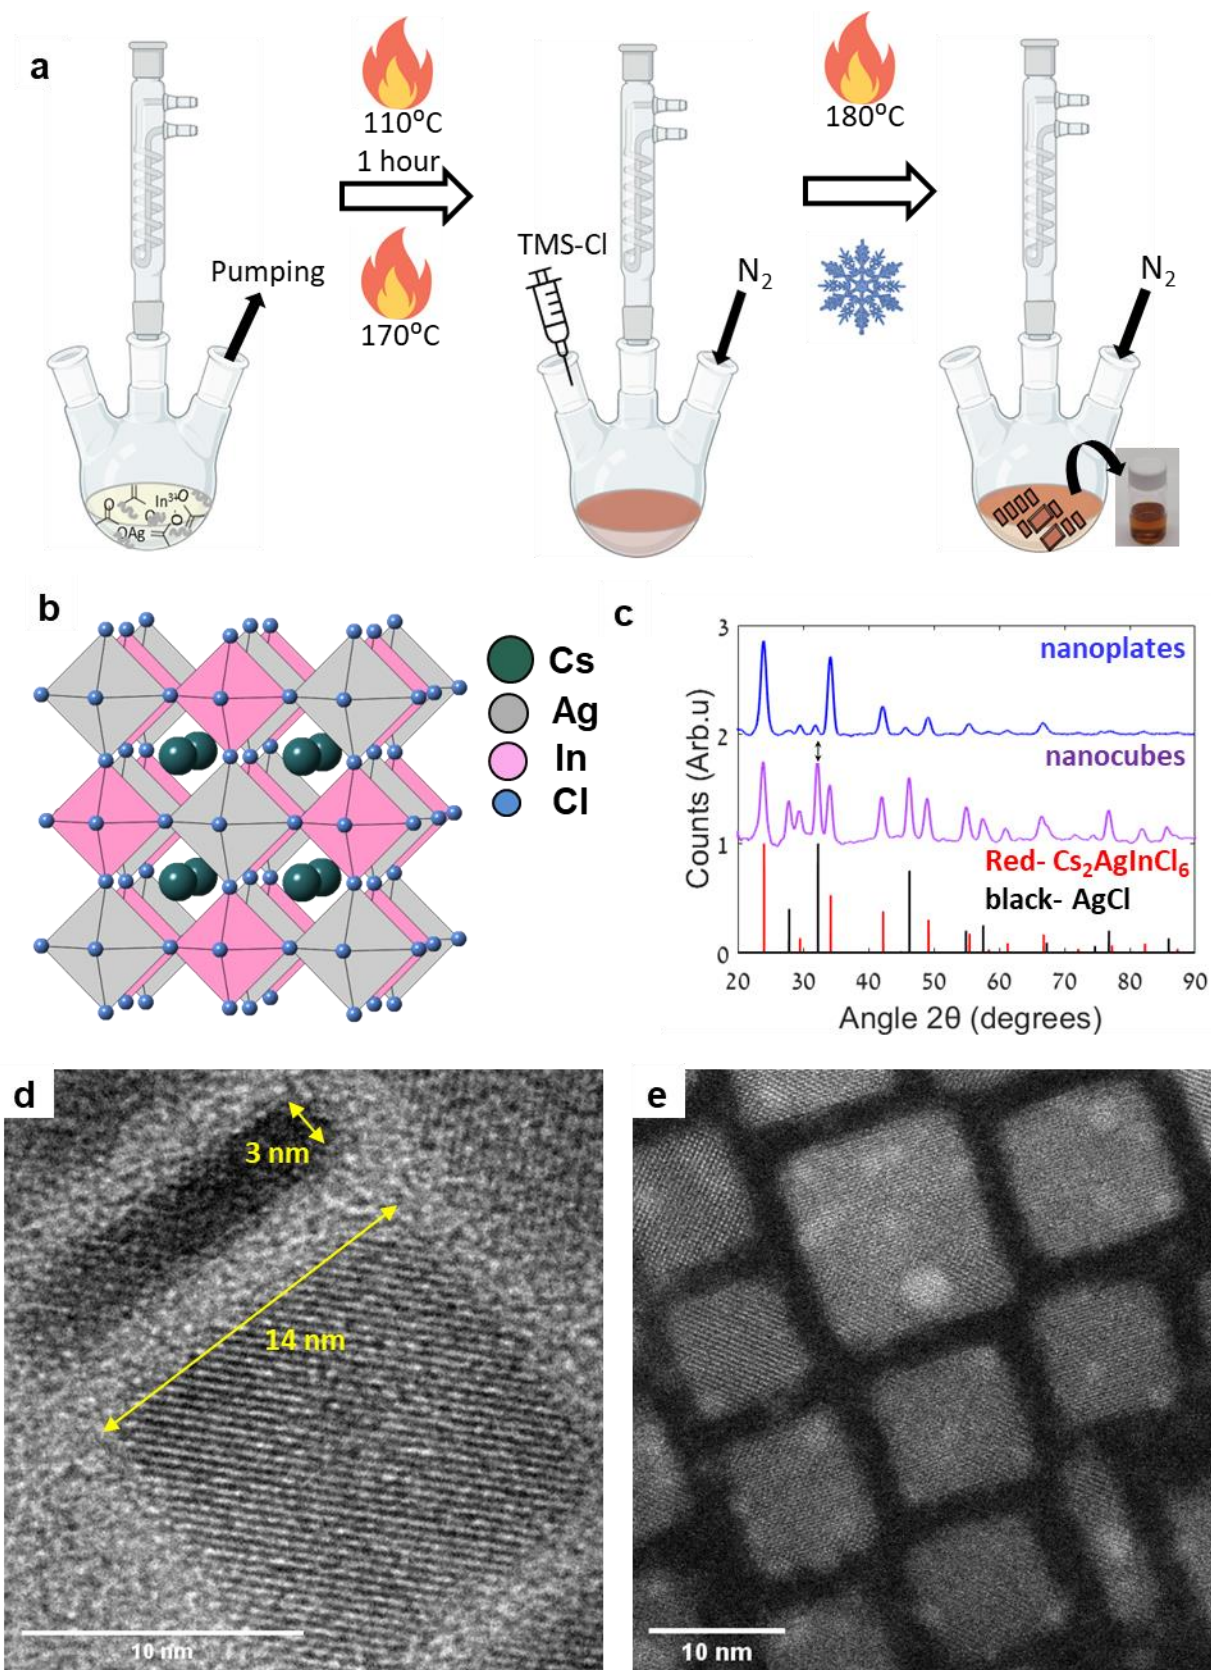 a
110°C
1 hour
170°C
Pumping
TMS-Cl
N₂
180°C
N₂
O
In³⁺O
OAg
O
b
Cs
Ag
In
Cl
c
nanoplates
nanocubes
Red- Cs₂AgInCl₆
black- AgCl
Counts (Arb.u)
3
2
1
0
20 30 40 50 60 70 80 90
Angle 2θ (degrees)
d
3 nm
14 nm
10 nm
e
10 nm